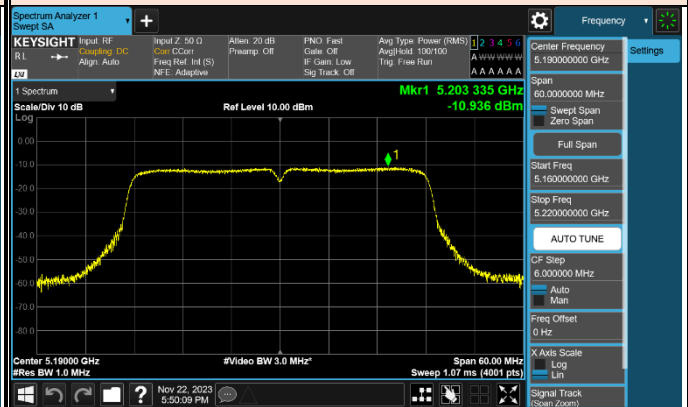 Spectrum Analyzer 1
Swept SA
Frequency
KEYSIGHT
Input: RF
Coupling: DC
Align: Auto
Input Z: 50 Ω
Corr CCorr
Freq Ref: Int (S)
NFE: Adaptive
Atten: 20 dB
Preamp: Off
PNO: Fast
Gate: Off
IF Gain: Low
Sig Track: Off
Avg Type: Power (RMS)
Avg|Hold: 100/100
Trig: Free Run
1 2 3 4 5 6
A W W W W W
A A A A A A
R L
LXI
Center Frequency
5.190000000 GHz
Settings
Span
60.0000000 MHz
Swept Span
Zero Span
Full Span
Start Freq
5.160000000 GHz
Stop Freq
5.220000000 GHz
AUTO TUNE
CF Step
6.000000 MHz
Auto
Man
Freq Offset
0 Hz
X Axis Scale
Log
Lin
Signal Track
(Span Zoom)
1 Spectrum
Scale/Div 10 dB
Log
Ref Level 10.00 dBm
Mkr1 5.203 335 GHz
-10.936 dBm
0.00
-10.0
-20.0
-30.0
-40.0
-50.0
-60.0
-70.0
-80.0
1
Center 5.19000 GHz
#Res BW 1.0 MHz
#Video BW 3.0 MHz*
Span 60.00 MHz
Sweep 1.07 ms (4001 pts)
Nov 22, 2023
5:50:09 PM